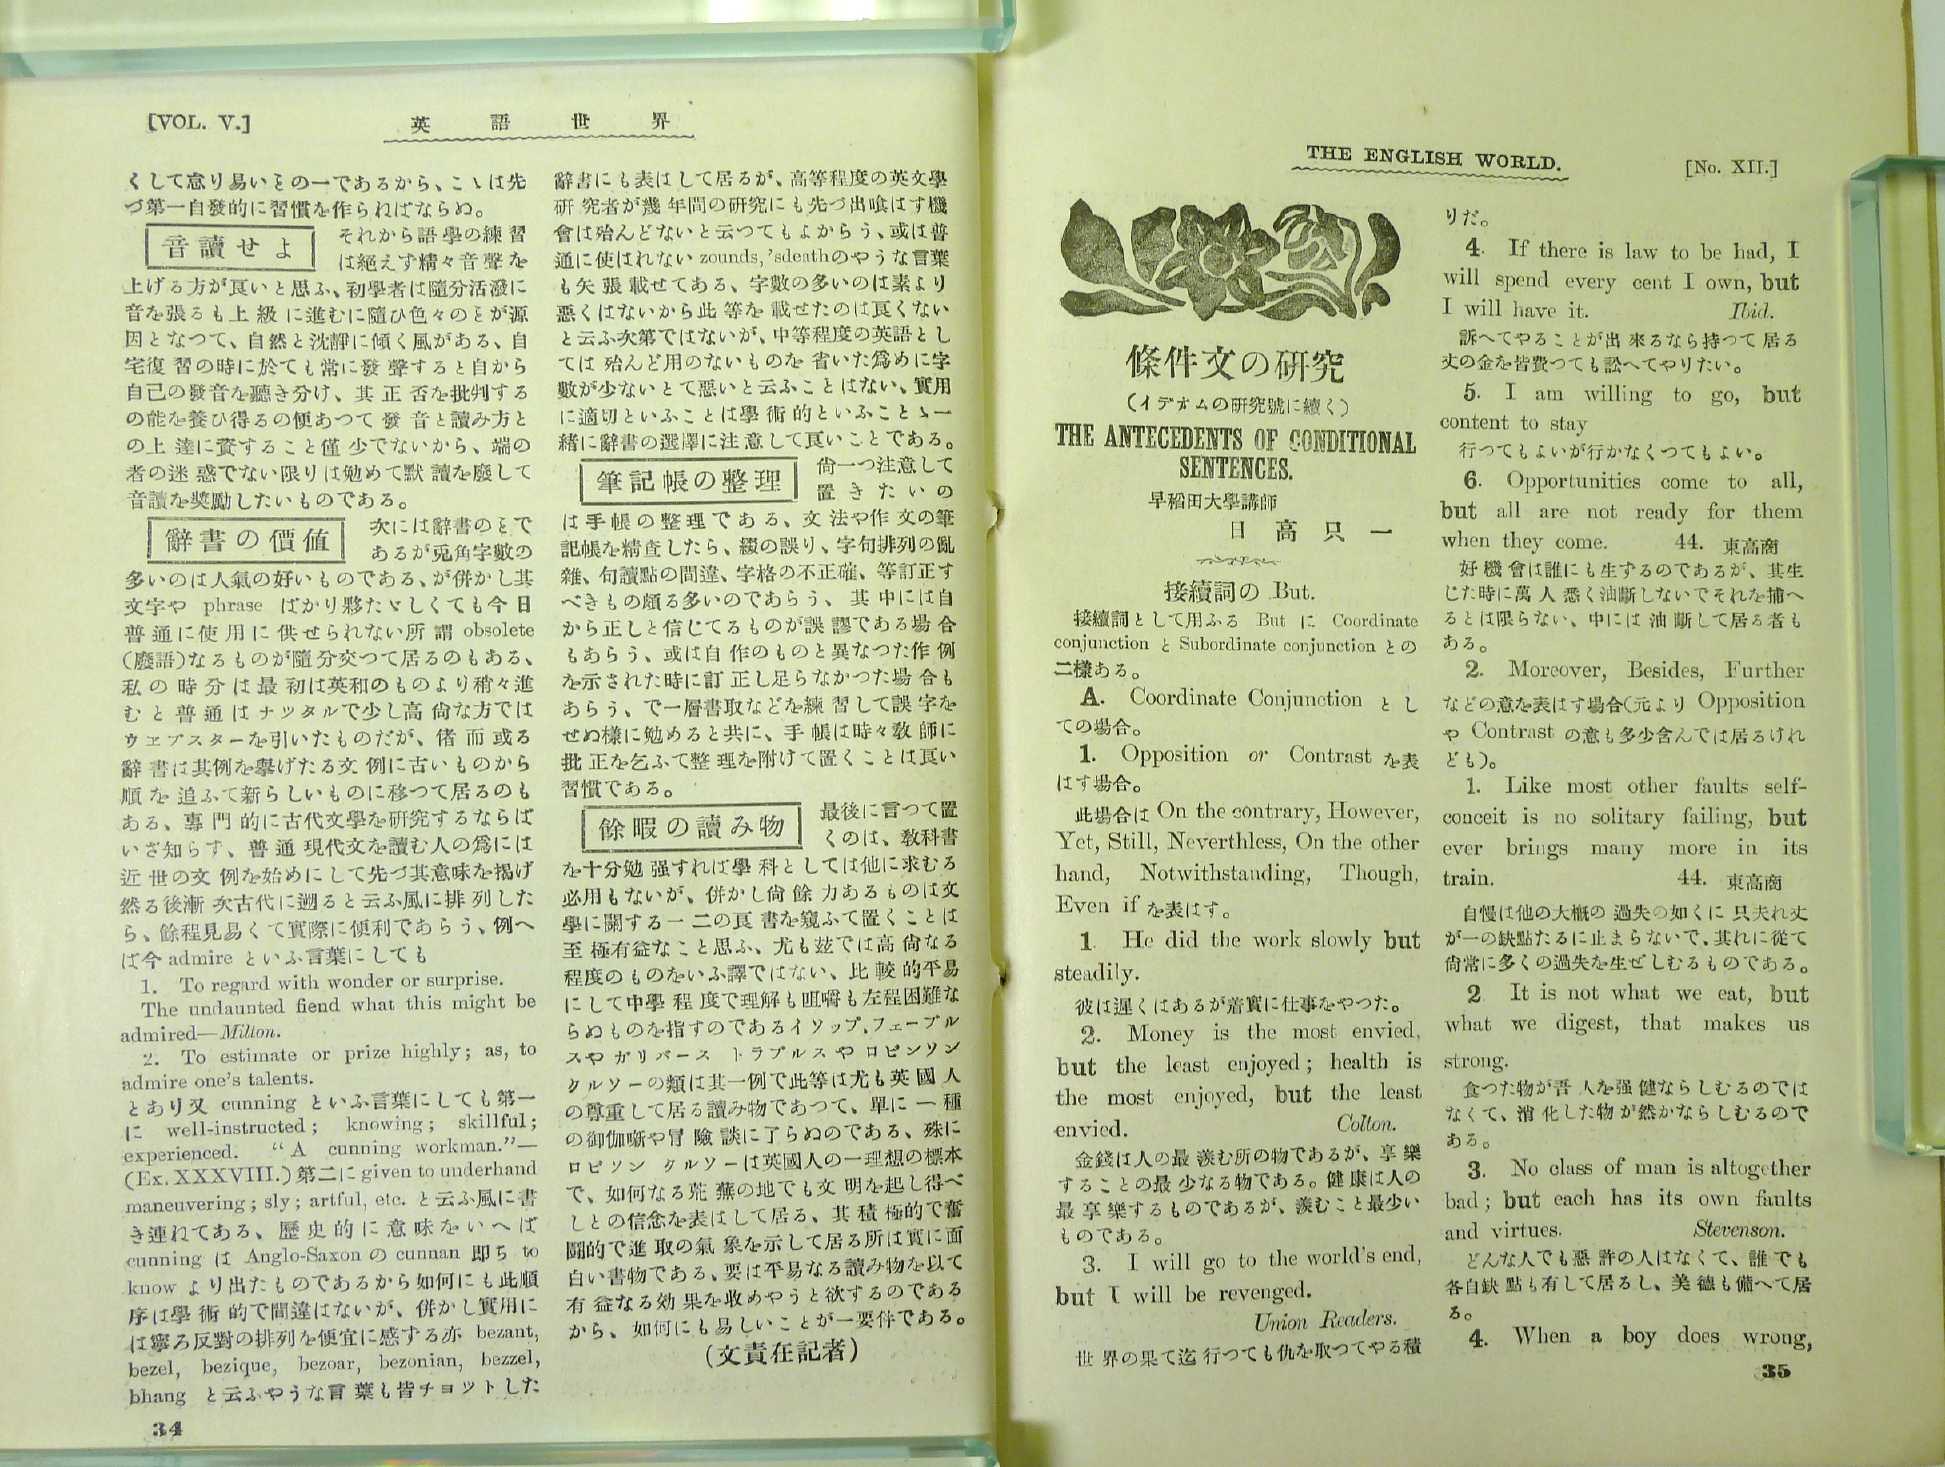 [VOL. V.]
英語世界
くして怠り易いものの一であるから、こゝは先
づ第一自發的に習慣を作らねばならぬ。
音讀せよ
それから語學の練習
は絕えず精々音聲を
上げる方が良いと思ふ、初學者は隨分活潑に
音を張るも上級に進むに隨ひ色々のことが源
因となつて、自然と沈靜に傾く風がある、自
宅復習の時に於ても常に發聲すると自から
自己の發音を聽き分け、其正否を批判する
の能を養ひ得るの便あつて發音と讀み方と
の上達に資すること僅少でないから、端の
者の迷惑でない限りは勉めて默讀を廢して
音讀を奬勵したいものである。
辭書の價値
次には辭書のことで
あるが兎角字數の
多いのは人氣の好いものである、が併かし其
文字や phrase ばかり夥たゞしくても今日
普通に使用に供せられない所謂 obsolete
(廢語)なるものが隨分交つて居るのもある、
私の時分は最初は英和のものより稍々進
むと普通はナツタルで少し高尙な方では
ウエブスターを引いたものだが、偖而或る
辭書は其例を擧げたる文例に古いものから
順を追ふて新らしいものに移つて居るのも
ある、專門的に古代文學を研究するならば
いざ知らず、普通現代文を讀む人の爲には
近世の文例を始めにして先づ其意味を揭げ
然る後漸次古代に遡ると云ふ風に排列した
ら、餘程見易くて實際に便利であらう、例へ
ば今 admire といふ言葉にしても
1. To regard with wonder or surprise.
The undaunted fiend what this might be
admired—Milton.
2. To estimate or prize highly; as, to
admire one's talents.
とあり又 cunning といふ言葉にしても第一
に well-instructed; knowing; skillful;
experienced. “A cunning workman.”—
(Ex. XXXVIII.) 第二に given to underhand
maneuvering; sly; artful, etc. と云ふ風に書
き連ねてある、歷史的に意味をいへば
cunning は Anglo-Saxon の cunnan 卽ち to
know より出たものであるから如何にも此順
序は學術的で間違はないが、併かし實用に
は寧ろ反對の排列を便宜に感ずる亦 bezant,
bezel, bezique, bezoar, bezonian, bezzel,
bhang と云ふやうな言葉も皆チヨツトした
34
辭書にも表はして居るが、高等程度の英文學
研究者が幾年間の研究にも先づ出喰はす機
會は殆んどないと云つてもよからう、或は普
通に使はれない zounds, 'sdeathのやうな言葉
も矢張載せてある、字數の多いのは素より
惡くはないから此等を載せたのは良くない
と云ふ次第ではないが、中等程度の英語とし
ては殆んど用のないものを省いた爲めに字
數が少ないとて惡いと云ふことはない、實用
に適切といふことは學術的といふことゝ一
緖に辭書の選擇に注意して良いことである。
筆記帳の整理
尙一つ注意して
置きたいの
は手帳の整理である、文法や作文の筆
記帳を精査したら、綴の誤り、字句排列の亂
雜、句讀點の間違、字格の不正確、等訂正す
べきもの頗る多いのであらう、其中には自
から正しと信じてるものが誤謬である場合
もあらう、或は自作のものと異なつた作例
を示された時に訂正し足らなかつた場合も
あらう、で一層書取などを練習して誤字を
せぬ樣に勉めると共に、手帳は時々敎師に
批正を乞ふて整理を附けて置くことは良い
習慣である。
餘暇の讀み物
最後に言つて置
くのは、敎科書
を十分勉强すれば學科としては他に求むる
必用もないが、併かし尙餘力あるものは文
學に關する一二の良書を窺ふて置くことは
至極有益なこと思ふ、尤も玆では高尙なる
程度のものをいふ譯ではない、比較的平易
にして中學程度で理解も咀嚼も左程困難な
らぬものを指すのであるイソツプ、フエーブル
スやガリバース トラブルスやロビンソン
クルソーの類は其一例で此等は尤も英國人
の尊重して居る讀み物であつて、單に一種
の御伽噺や冒險談に了らぬのである、殊に
ロビソン クルソーは英國人の一理想の標本
で、如何なる荒蕪の地でも文明を起し得べ
しとの信念を表はして居る、其積極的で奮
鬪的で進取の氣象を示して居る所は實に面
白い書物である、要は平易なる讀み物を以て
有益なる効果を收めやうと欲するのである
から、如何にも易しいことが一要件である。
(文責在記者)
THE ENGLISH WORLD.
[No. XII.]
條件文の硏究
(イデオムの硏究號に續く)
THE ANTECEDENTS OF CONDITIONAL
SENTENCES.
早稻田大學講師
日高只一
接續詞の But.
接續詞として用ふる But に Coordinate
conjunction と Subordinate conjunction との
二樣ある。
A. Coordinate Conjunction とし
ての場合。
1. Opposition or Contrast を表
はす場合。
此場合は On the contrary, However,
Yet, Still, Neverthless, On the other
hand, Notwithstanding, Though,
Even if を表はす。
1. He did the work slowly but
steadily.
彼は遲くはあるが着實に仕事をやつた。
2. Money is the most envied,
but the least enjoyed; health is
the most enjoyed, but the least
envied. Colton.
金錢は人の最羨む所の物であるが、享樂
することの最少なる物である。健康は人の
最享樂するものであるが、羨むこと最少い
ものである。
3. I will go to the world's end,
but I will be revenged.
Union Readers.
世界の果て迄行つても仇を取つてやる積
りだ。
4. If there is law to be had, I
will spend every cent I own, but
I will have it. Ibid.
訴へてやることが出來るなら持つて居る
丈の金を皆費つても訟へてやりたい。
5. I am willing to go, but
content to stay
行つてもよいが行かなくつてもよい。
6. Opportunities come to all,
but all are not ready for them
when they come. 44. 東高商
好機會は誰にも生ずるのであるが、其生
じた時に萬人悉く油斷しないでそれを捕へ
るとは限らない、中には油斷して居る者も
ある。
2. Moreover, Besides, Further
などの意を表はす場合(元より Opposition
や Contrast の意も多少含んでは居るけれ
ども)。
1. Like most other faults self-
conceit is no solitary failing, but
ever brings many more in its
train. 44. 東高商
自慢は他の大槪の過失の如くに只夫れ丈
が一の缺點たるに止まらないで、其れに從て
尙常に多くの過失を生ぜしむるものである。
2. It is not what we eat, but
what we digest, that makes us
strong.
食つた物が吾人を强健ならしむるのでは
なくて、消化した物が然かならしむるので
ある。
3. No class of man is altogether
bad; but each has its own faults
and virtues. Stevenson.
どんな人でも惡許の人はなくて、誰でも
各自缺點も有して居るし、美德も備へて居
る。
4. When a boy does wrong,
35